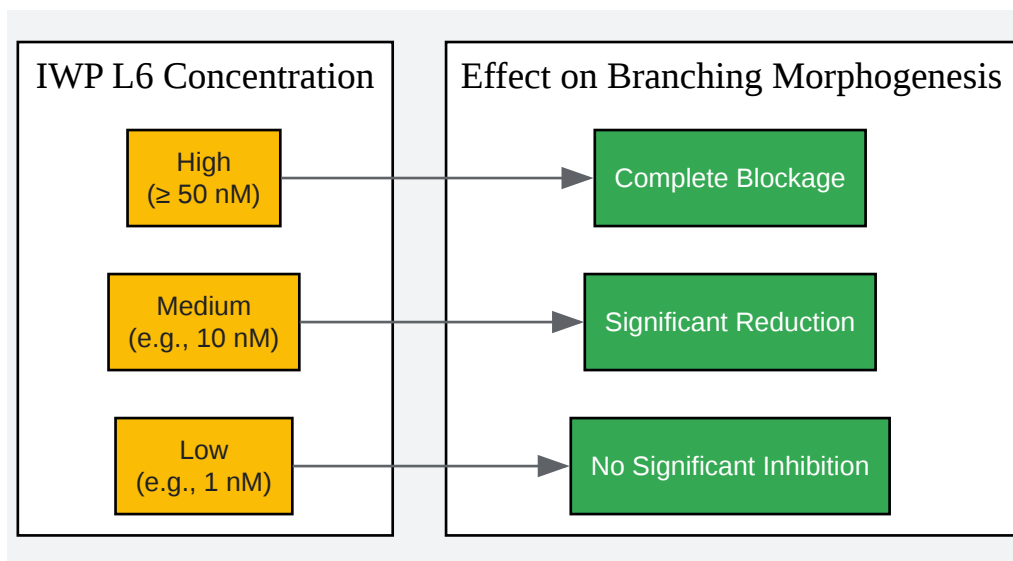 IWP L6 Concentration
Effect on Branching Morphogenesis
High
(≥ 50 nM)
Complete Blockage
Medium
(e.g., 10 nM)
Significant Reduction
Low
(e.g., 1 nM)
No Significant Inhibition